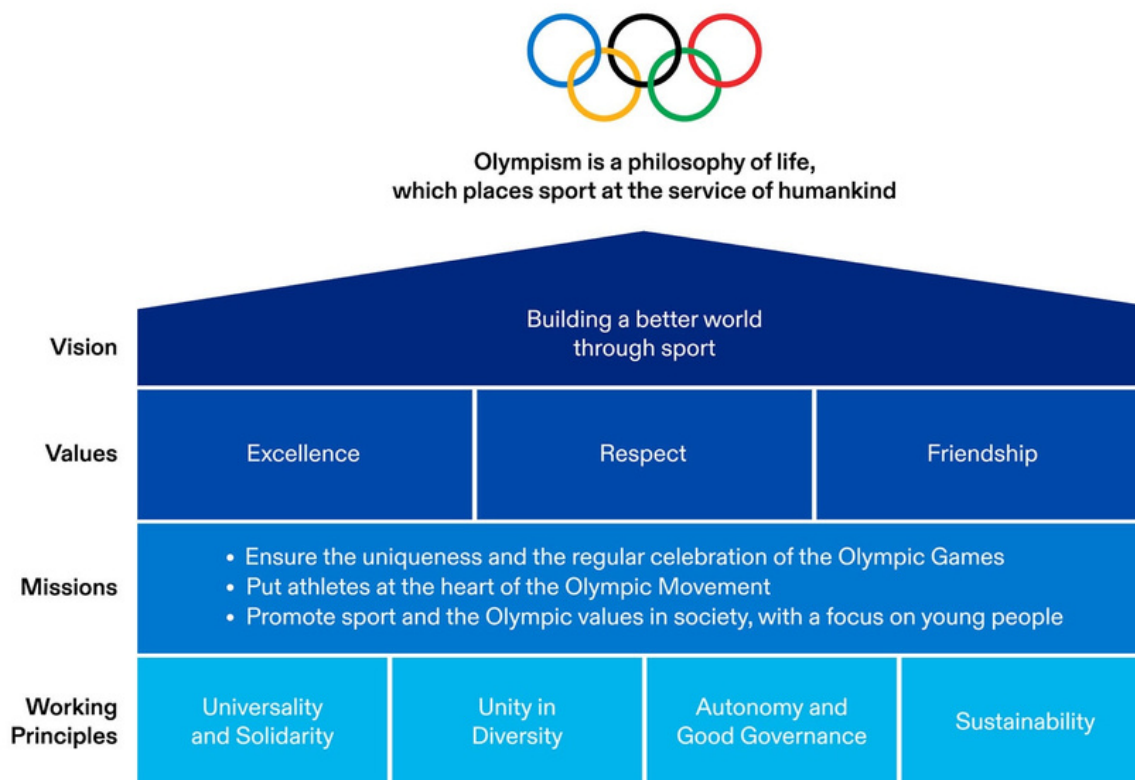 Olympism is a philosophy of life,
which places sport at the service of humankind
Vision
Building a better world
through sport
Values
Excellence
Respect
Friendship
Missions
• Ensure the uniqueness and the regular celebration of the Olympic Games
• Put athletes at the heart of the Olympic Movement
• Promote sport and the Olympic values in society, with a focus on young people
Working
Principles
Universality
and Solidarity
Unity in
Diversity
Autonomy and
Good Governance
Sustainability